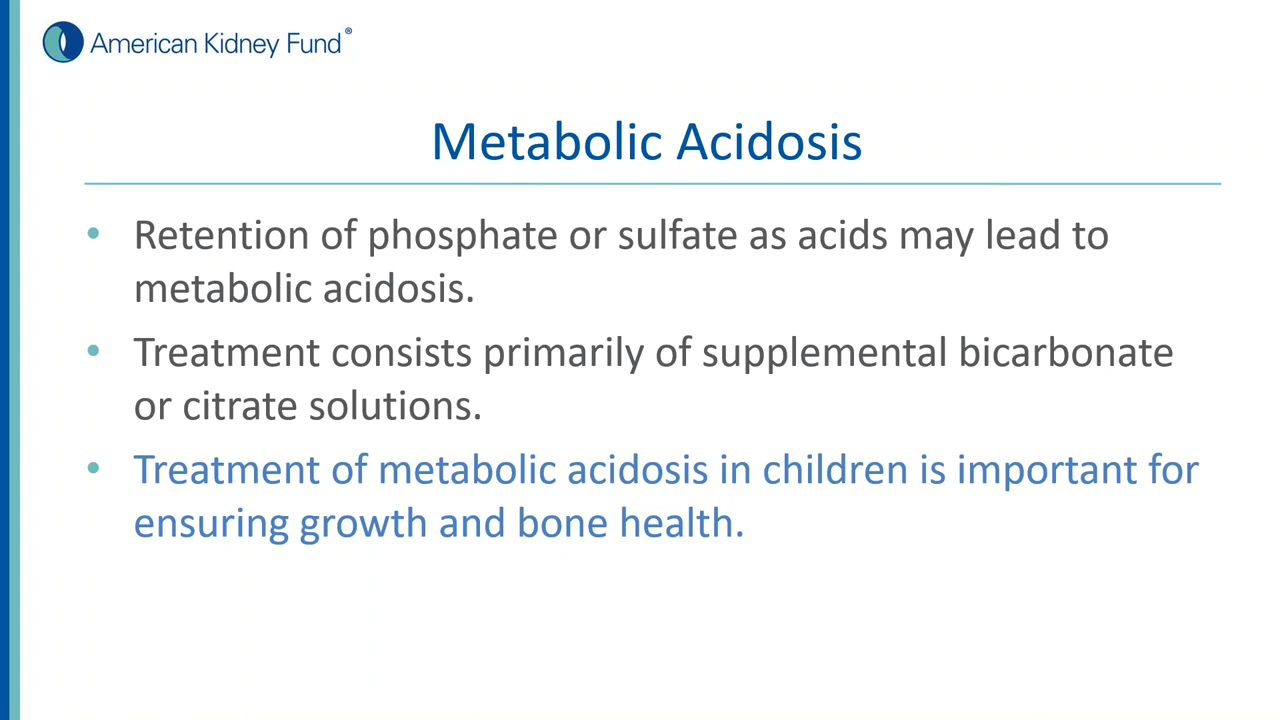 American Kidney Fund®
Metabolic Acidosis
• Retention of phosphate or sulfate as acids may lead to
metabolic acidosis.
• Treatment consists primarily of supplemental bicarbonate
or citrate solutions.
• Treatment of metabolic acidosis in children is important for
ensuring growth and bone health.